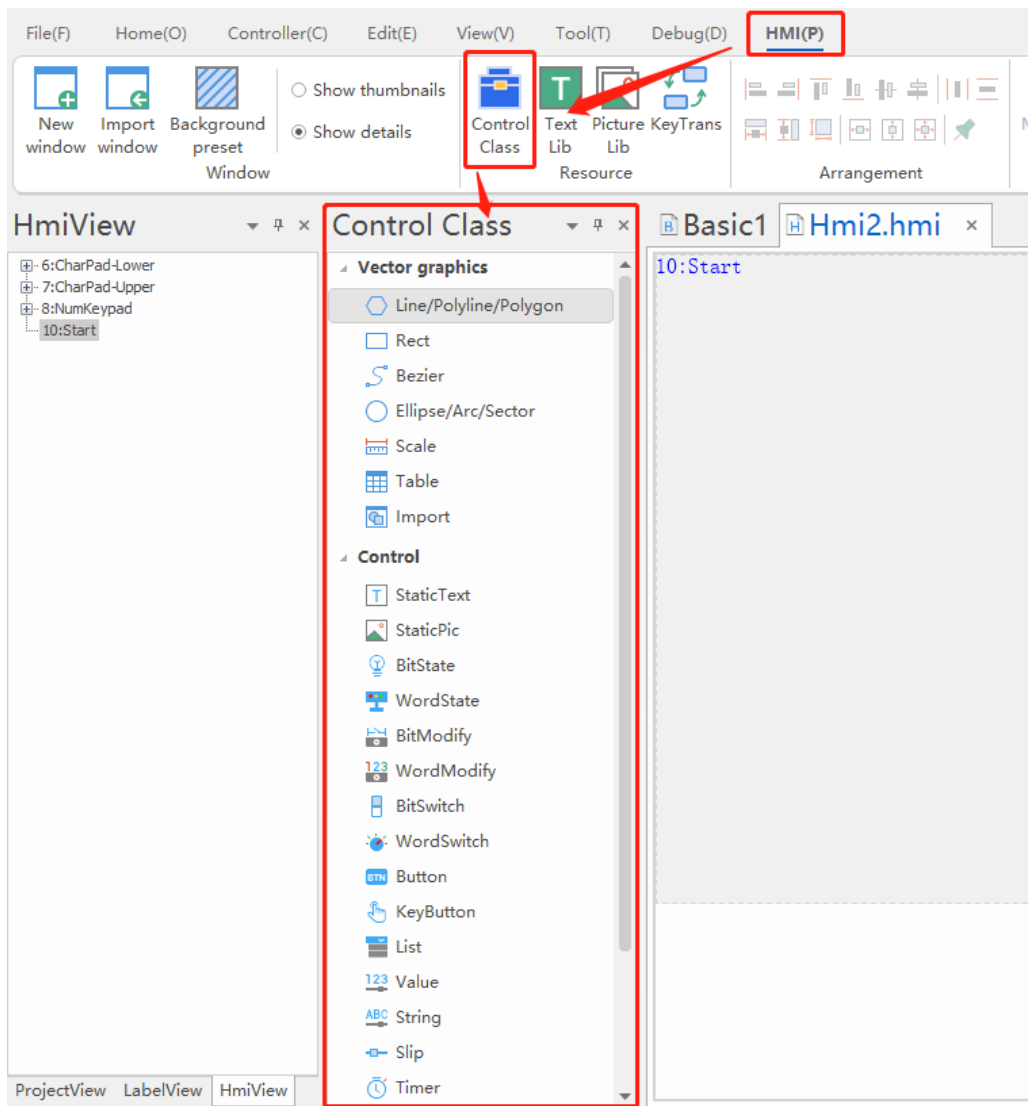 File(F) Home(O) Controller(C) Edit(E) View(V) Tool(T) Debug(D) HMI(P)
Show thumbnails
Show details
New window
Import window
Background preset
Window
Control Class
T
Text Lib
Picture Lib
KeyTrans
Resource
Arrangement
HmiView
6:CharPad-Lower
7:CharPad-Upper
8:NumKeypad
10:Start
Control Class
Vector graphics
Line/Polyline/Polygon
Rect
Bezier
Ellipse/Arc/Sector
Scale
Table
Import
Control
T StaticText
StaticPic
BitState
WordState
BitModify
123 WordModify
BitSwitch
WordSwitch
BTN Button
KeyButton
List
123 Value
ABC String
Slip
Timer
B Basic1
H Hmi2.hmi
10:Start
ProjectView LabelView HmiView